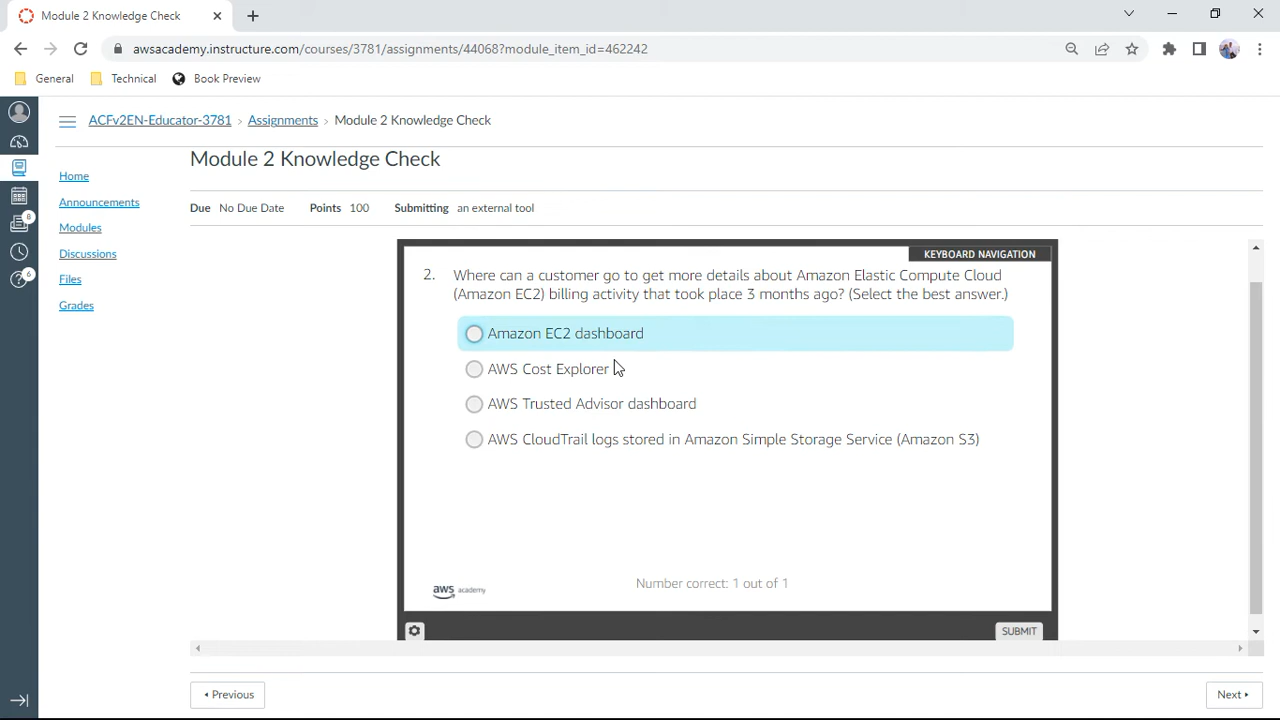 Module 2 Knowledge Check
awsacademy.instructure.com/courses/3781/assignments/44068?module_item_id=462242
General Technical Book Preview
ACFv2EN-Educator-3781 › Assignments › Module 2 Knowledge Check
Module 2 Knowledge Check
Home
Announcements
Modules
Discussions
Files
Grades
8
6
Due No Due Date Points 100 Submitting an external tool
KEYBOARD NAVIGATION
2. Where can a customer go to get more details about Amazon Elastic Compute Cloud
(Amazon EC2) billing activity that took place 3 months ago? (Select the best answer.)
Amazon EC2 dashboard
AWS Cost Explorer
AWS Trusted Advisor dashboard
AWS CloudTrail logs stored in Amazon Simple Storage Service (Amazon S3)
Number correct: 1 out of 1
aws academy
SUBMIT
Previous
Next